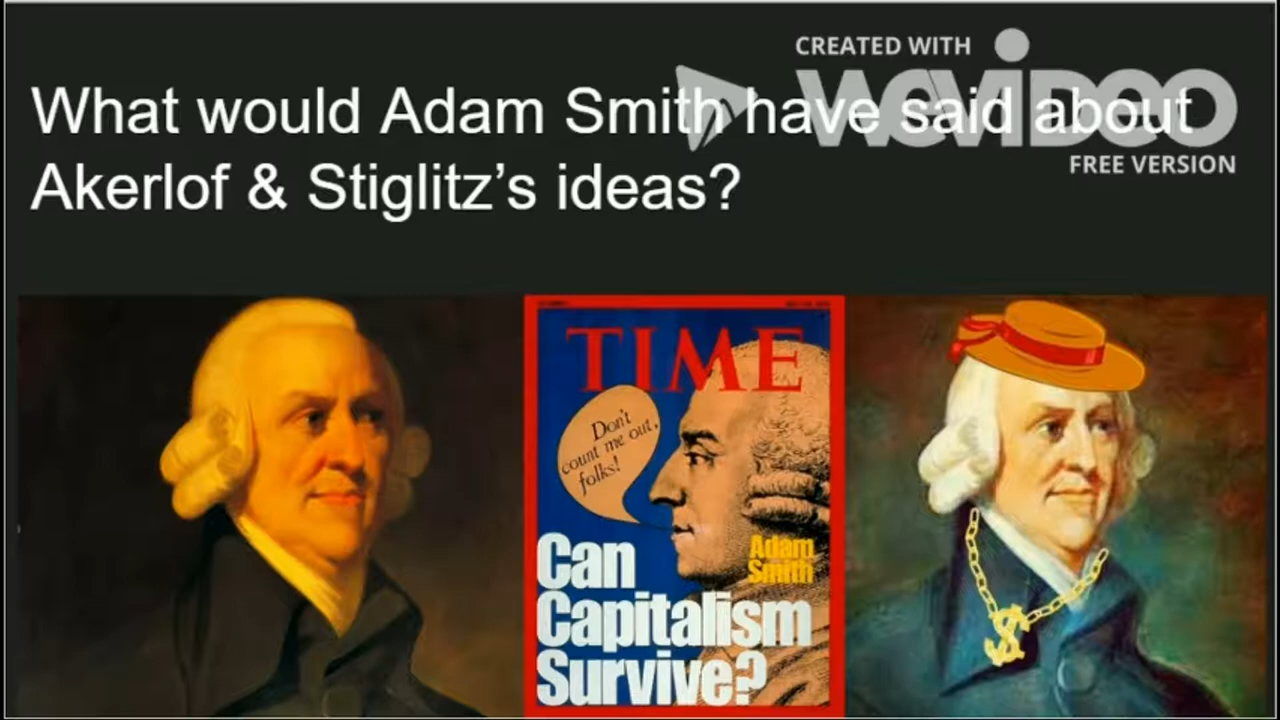 CREATED WITH
WeVideo
FREE VERSION
What would Adam Smith have said about
Akerlof & Stiglitz's ideas?
TIME
Don't
count me out,
folks!
Adam
Smith
Can
Capitalism
Survive?